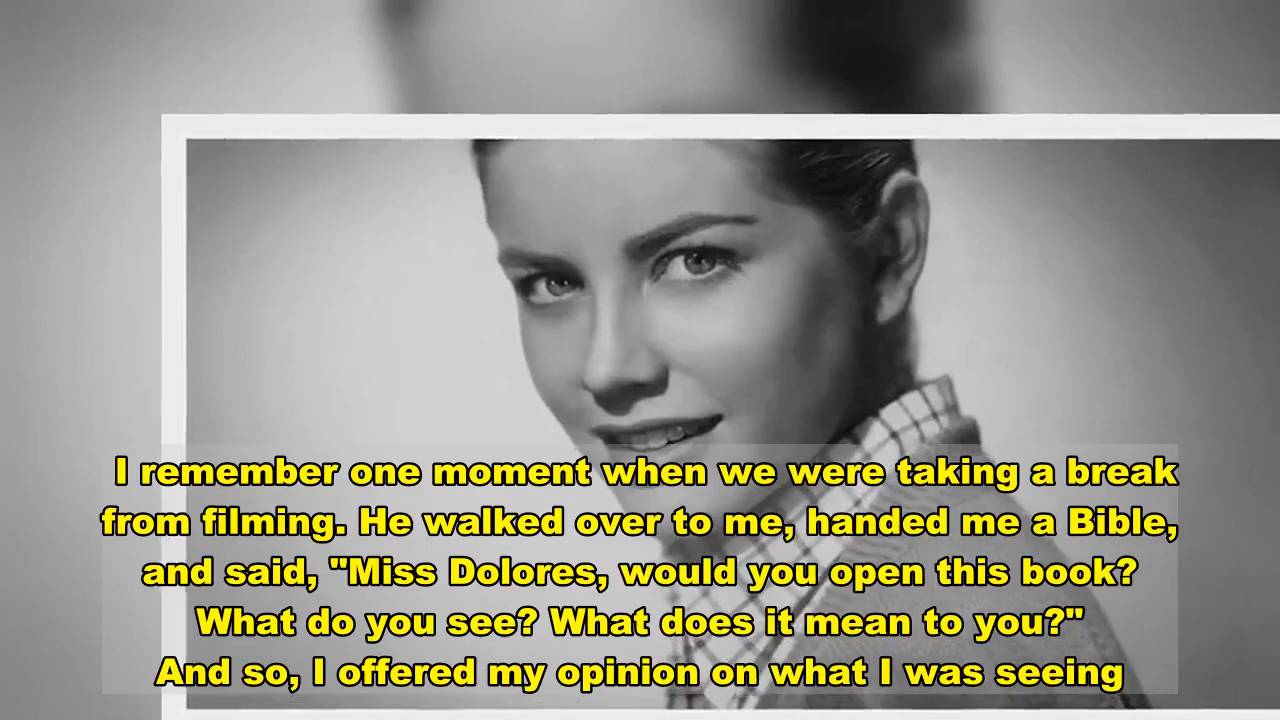 I remember one moment when we were taking a break
from filming. He walked over to me, handed me a Bible,
and said, "Miss Dolores, would you open this book?
What do you see? What does it mean to you?"
And so, I offered my opinion on what I was seeing